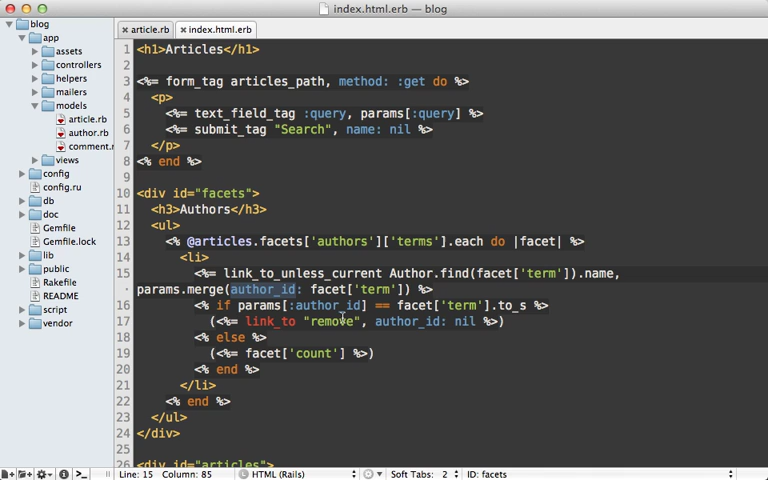 index.html.erb — blog
blog
app
assets
controllers
helpers
mailers
models
article.rb
author.rb
comment.r
views
config
config.ru
db
doc
Gemfile
Gemfile.lock
lib
public
Rakefile
README
script
vendor
article.rb index.html.erb
1 <h1>Articles</h1>
2
3 <%= form_tag articles_path, method: :get do %>
4 <p>
5 <%= text_field_tag :query, params[:query] %>
6 <%= submit_tag "Search", name: nil %>
7 </p>
8 <% end %>
9
10 <div id="facets">
11 <h3>Authors</h3>
12 <ul>
13 <% @articles.facets['authors']['terms'].each do |facet| %>
14 <li>
15 <%= link_to_unless_current Author.find(facet['term']).name,
params.merge(author_id: facet['term']) %>
16 <% if params[:author_id] == facet['term'].to_s %>
17 (<%= link_to "remove", author_id: nil %>)
18 <% else %>
19 (<%= facet['count'] %>)
20 <% end %>
21 </li>
22 <% end %>
23 </ul>
24 </div>
25
26 <div id="articles">
Line: 15 Column: 85 L HTML (Rails) Soft Tabs: 2 ID: facets